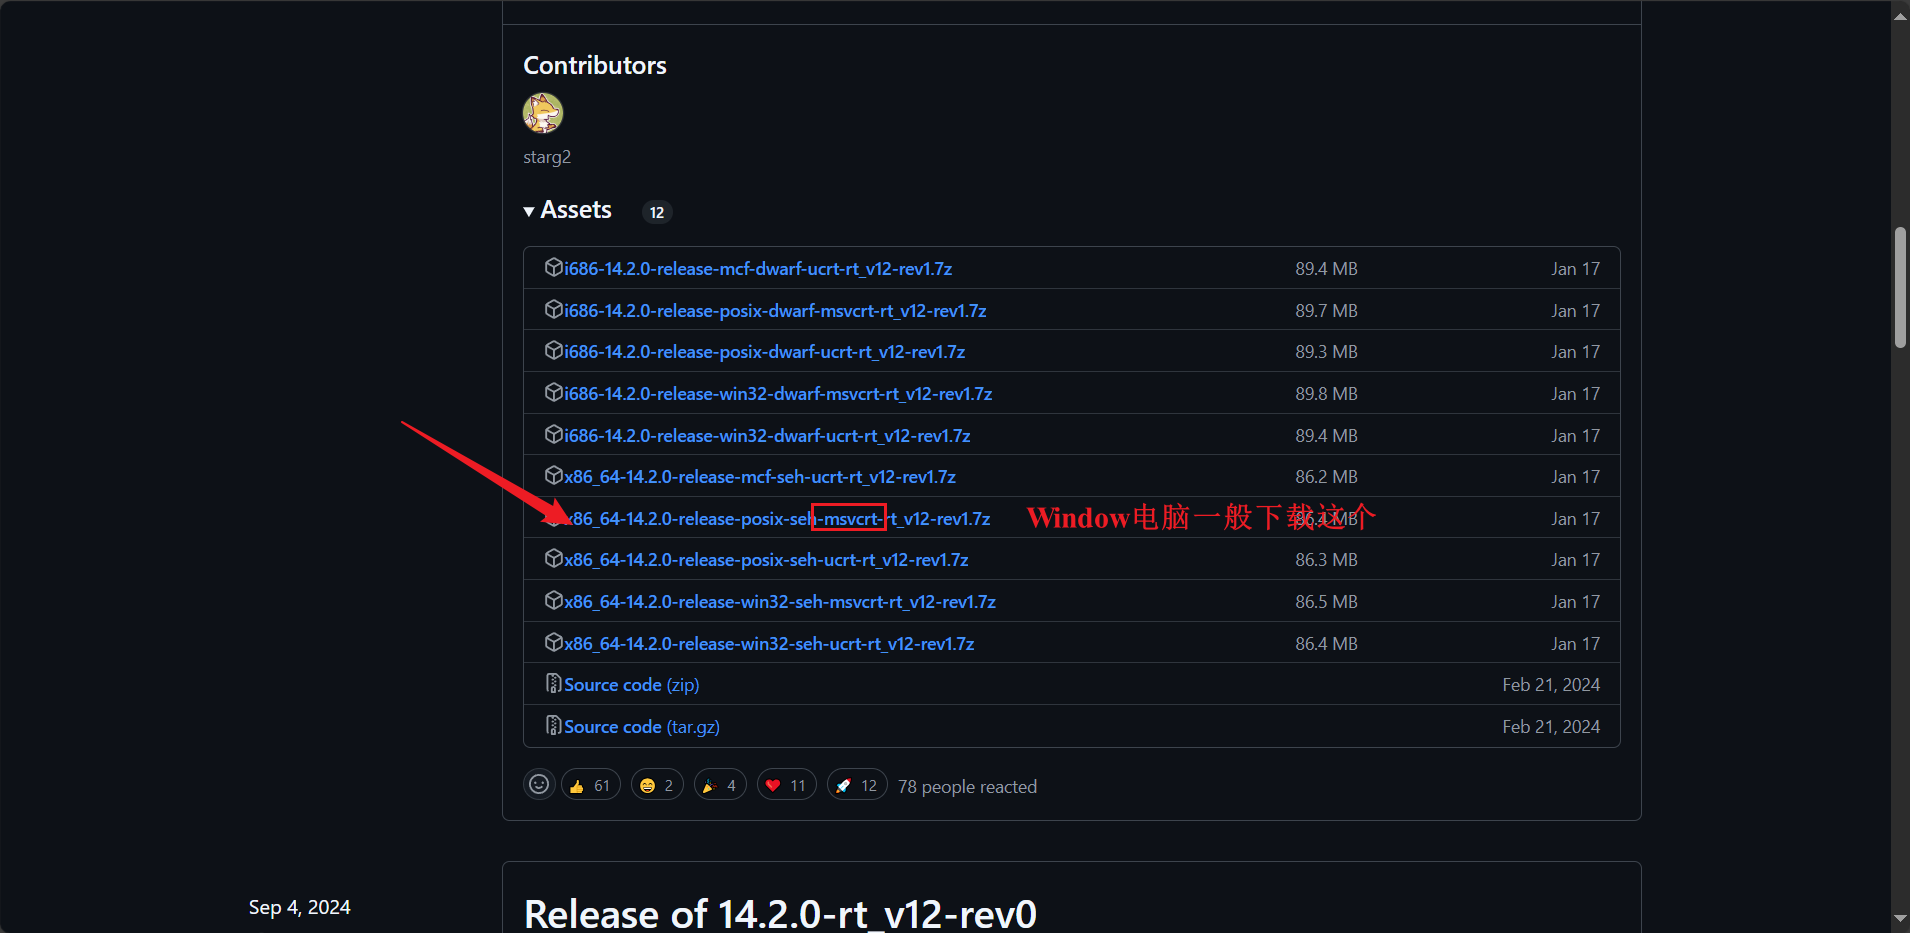 Contributors
starg2
Assets 12
i686-14.2.0-release-mcf-dwarf-ucrt-rt_v12-rev1.7z 89.4 MB Jan 17
i686-14.2.0-release-posix-dwarf-msvcrt-rt_v12-rev1.7z 89.7 MB Jan 17
i686-14.2.0-release-posix-dwarf-ucrt-rt_v12-rev1.7z 89.3 MB Jan 17
i686-14.2.0-release-win32-dwarf-msvcrt-rt_v12-rev1.7z 89.8 MB Jan 17
i686-14.2.0-release-win32-dwarf-ucrt-rt_v12-rev1.7z 89.4 MB Jan 17
x86_64-14.2.0-release-mcf-seh-ucrt-rt_v12-rev1.7z 86.2 MB Jan 17
x86_64-14.2.0-release-posix-seh-msvcrt-rt_v12-rev1.7z Window电脑一般下载这个 86.4 MB Jan 17
x86_64-14.2.0-release-posix-seh-ucrt-rt_v12-rev1.7z 86.3 MB Jan 17
x86_64-14.2.0-release-win32-seh-msvcrt-rt_v12-rev1.7z 86.5 MB Jan 17
x86_64-14.2.0-release-win32-seh-ucrt-rt_v12-rev1.7z 86.4 MB Jan 17
Source code (zip) Feb 21, 2024
Source code (tar.gz) Feb 21, 2024
61 2 4 11 12 78 people reacted
Sep 4, 2024
Release of 14.2.0-rt_v12-rev0